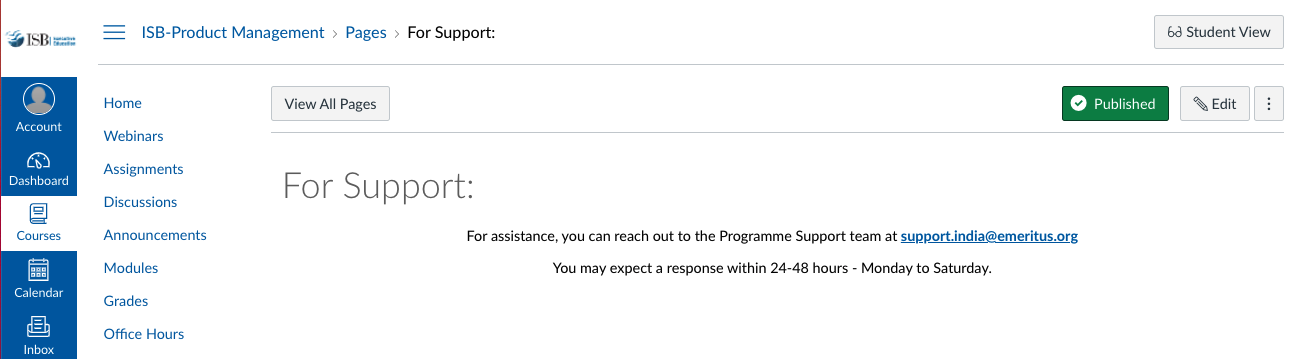 ISB Executive Education
ISB-Product Management > Pages > For Support:
Student View
Account
Dashboard
Courses
Calendar
Inbox
Home
Webinars
Assignments
Discussions
Announcements
Modules
Grades
Office Hours
View All Pages
Published
Edit
For Support:
For assistance, you can reach out to the Programme Support team at support.india@emeritus.org
You may expect a response within 24-48 hours - Monday to Saturday.